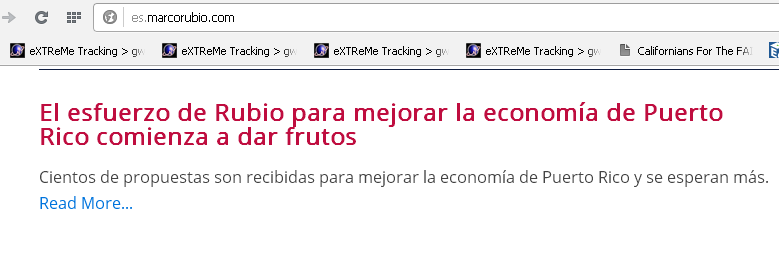 es.marcorubio.com
eXTReMe Tracking > gw eXTReMe Tracking > gw eXTReMe Tracking > gw eXTReMe Tracking > gw Californians For The FAI
El esfuerzo de Rubio para mejorar la economía de Puerto
Rico comienza a dar frutos
Cientos de propuestas son recibidas para mejorar la economía de Puerto Rico y se esperan más.
Read More...